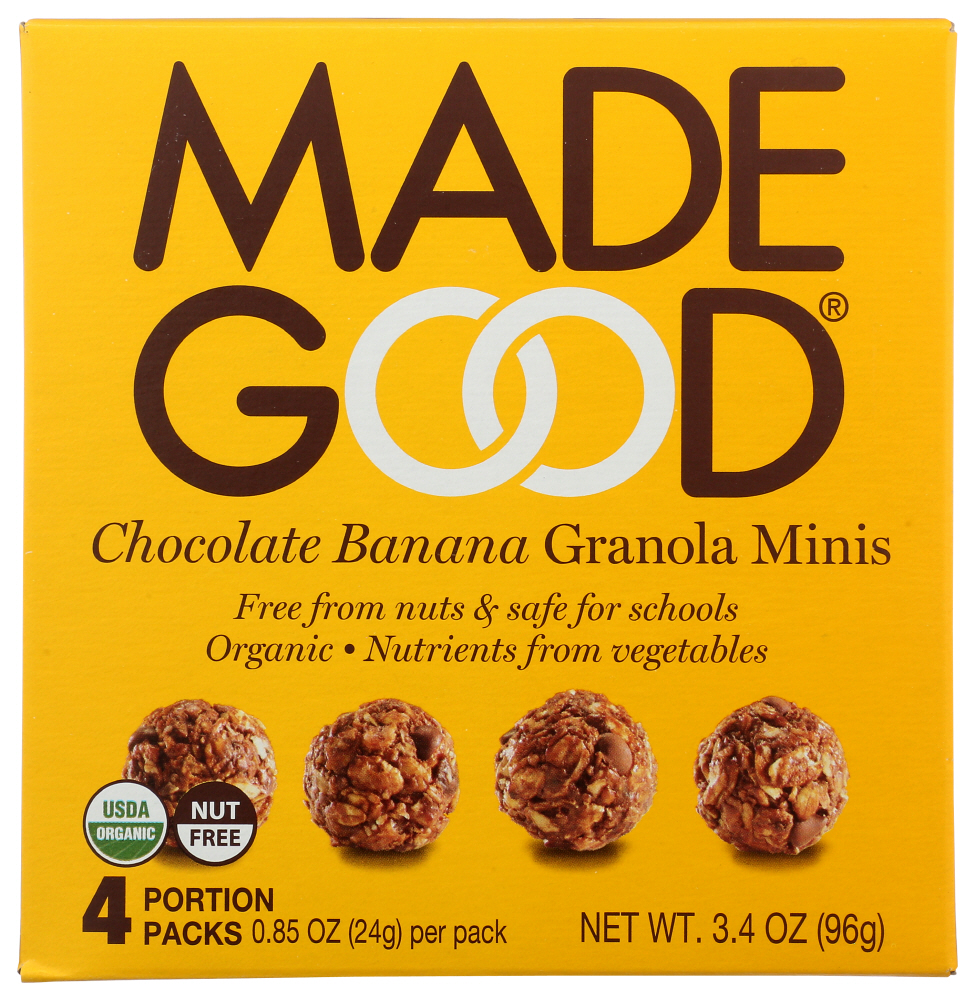 MADE
GOOD®
Chocolate Banana Granola Minis
Free from nuts & safe for schools
Organic • Nutrients from vegetables
USDA
ORGANIC
NUT
FREE
4 PORTION
PACKS 0.85 OZ (24g) per pack
NET WT. 3.4 OZ (96g)